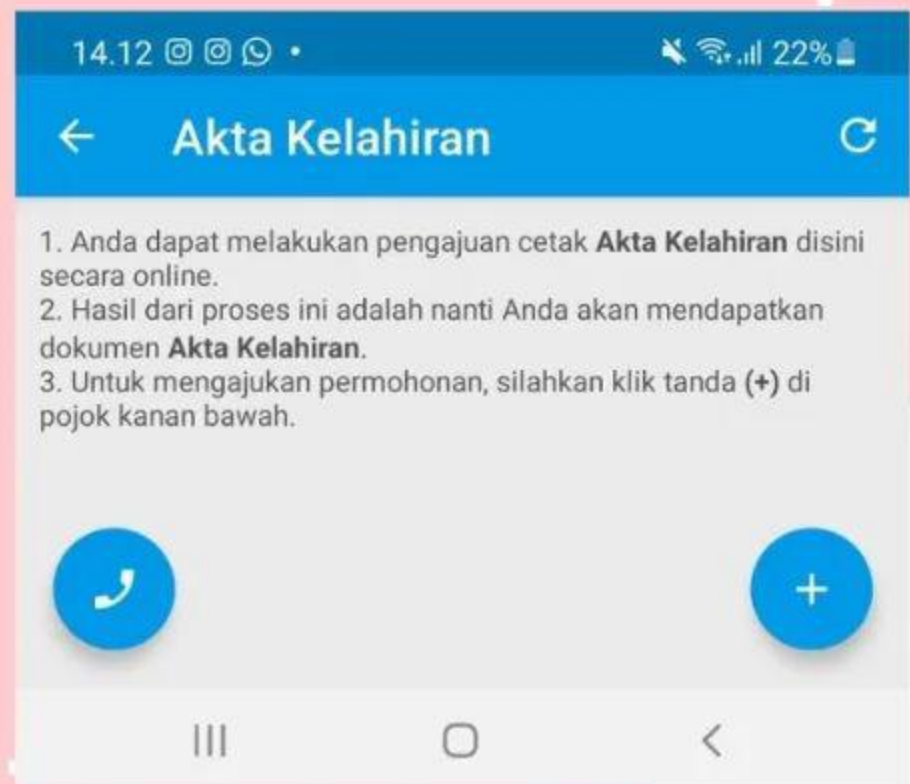 14.12
22%
Akta Kelahiran
1. Anda dapat melakukan pengajuan cetak Akta Kelahiran disini
secara online.
2. Hasil dari proses ini adalah nanti Anda akan mendapatkan
dokumen Akta Kelahiran.
3. Untuk mengajukan permohonan, silahkan klik tanda (+) di
pojok kanan bawah.